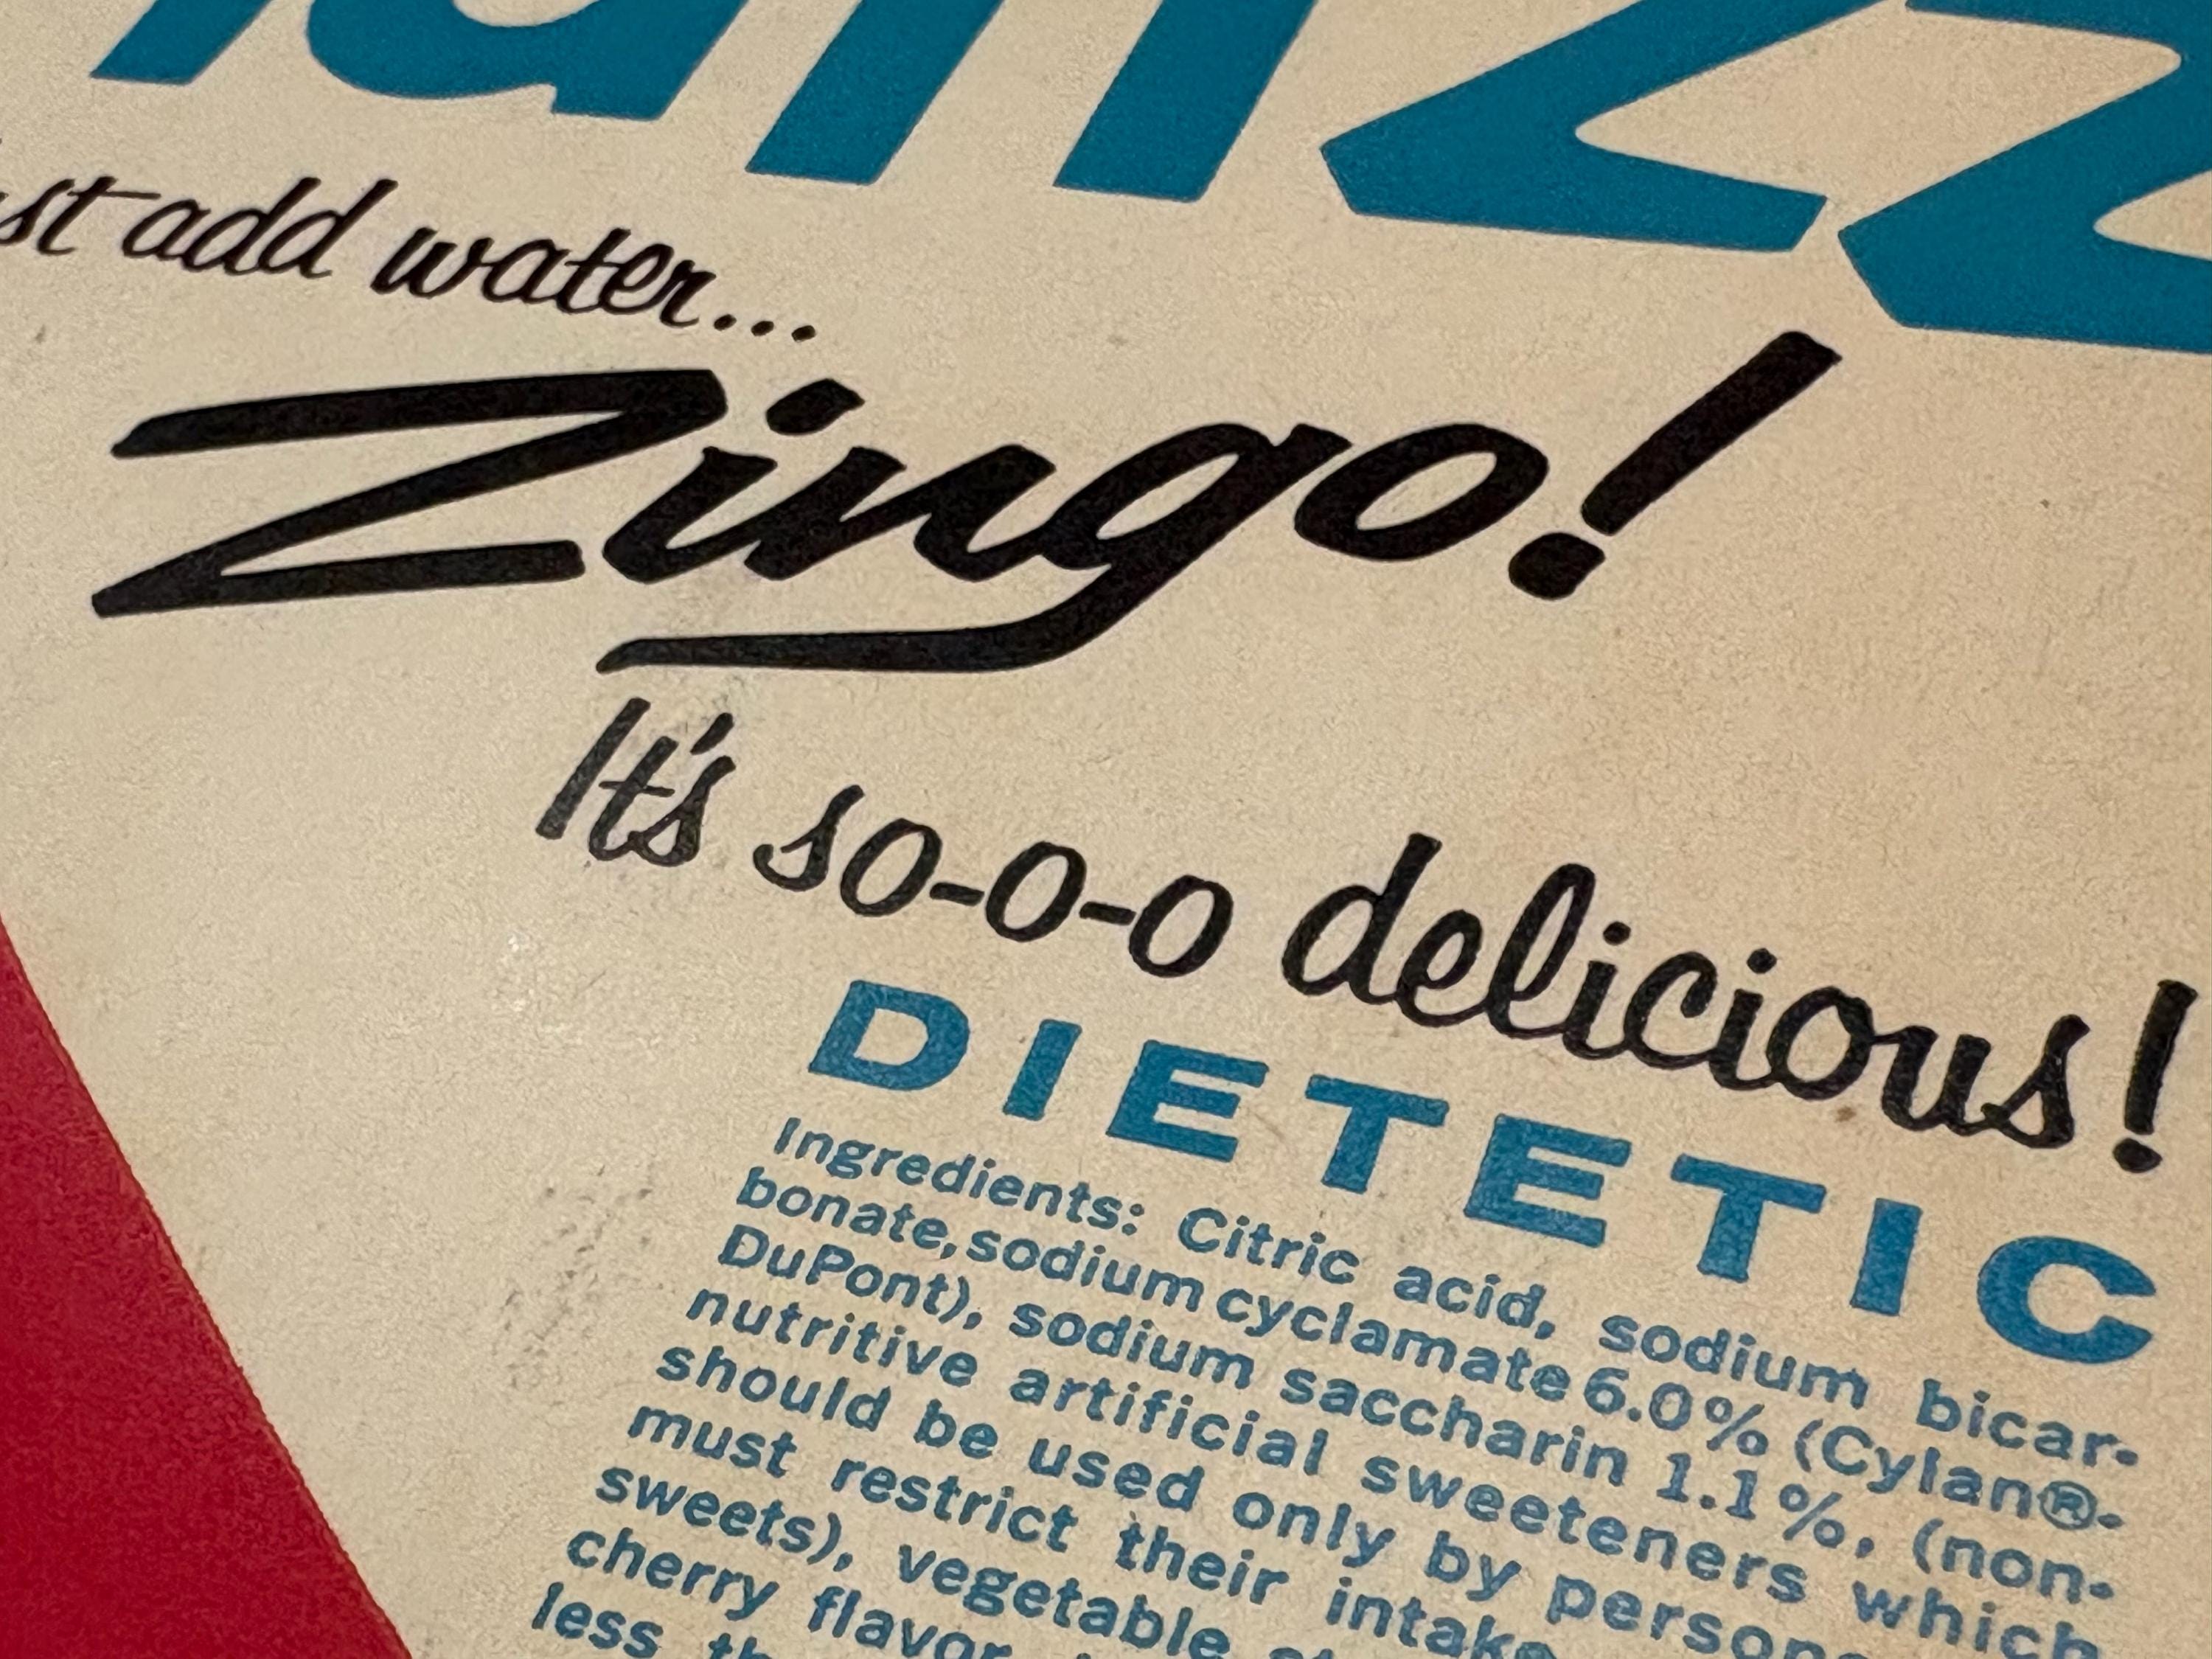 add water...
Zingo!
It's so-o-o delicious!
DIETETIC
Ingredients: Citric acid, sodium bicar-
bonate, sodium cyclamate 6.0% (Cylan®-
DuPont), sodium saccharin 1.1%, (non-
nutritive artificial sweeteners which
should be used only by
must restrict their
sweets), vegetable
cherry flavor
less